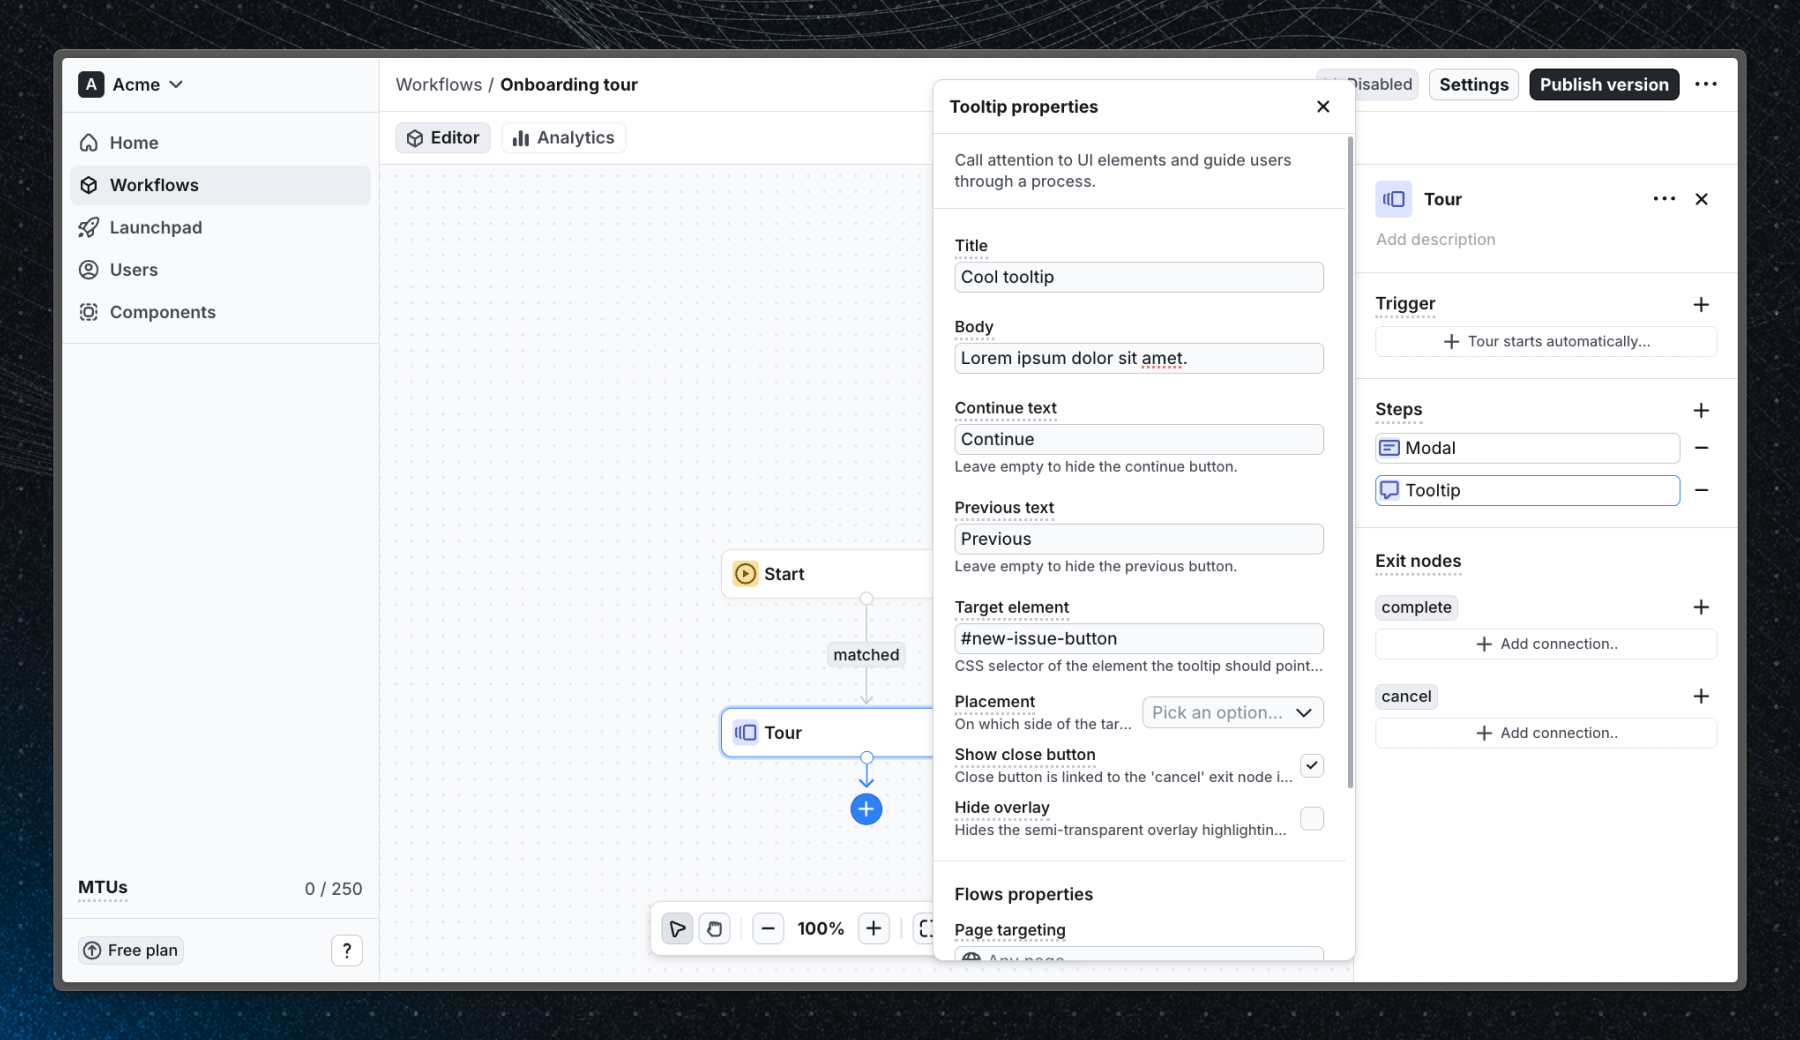 A Acme
Home
Workflows
Launchpad
Users
Components
MTUs 0 / 250
Free plan ?
Workflows / Onboarding tour
Disabled Settings Publish version
Editor Analytics
Start
matched
Tour
100%
Tooltip properties
Call attention to UI elements and guide users
through a process.
Title
Cool tooltip
Body
Lorem ipsum dolor sit amet.
Continue text
Continue
Leave empty to hide the continue button.
Previous text
Previous
Leave empty to hide the previous button.
Target element
#new-issue-button
CSS selector of the element the tooltip should point...
Placement
On which side of the tar...
Pick an option...
Show close button
Close button is linked to the 'cancel' exit node i...
Hide overlay
Hides the semi-transparent overlay highlightin...
Flows properties
Page targeting
Any page
Tour
Add description
Trigger
Tour starts automatically...
Steps
Modal
Tooltip
Exit nodes
complete
Add connection..
cancel
Add connection..